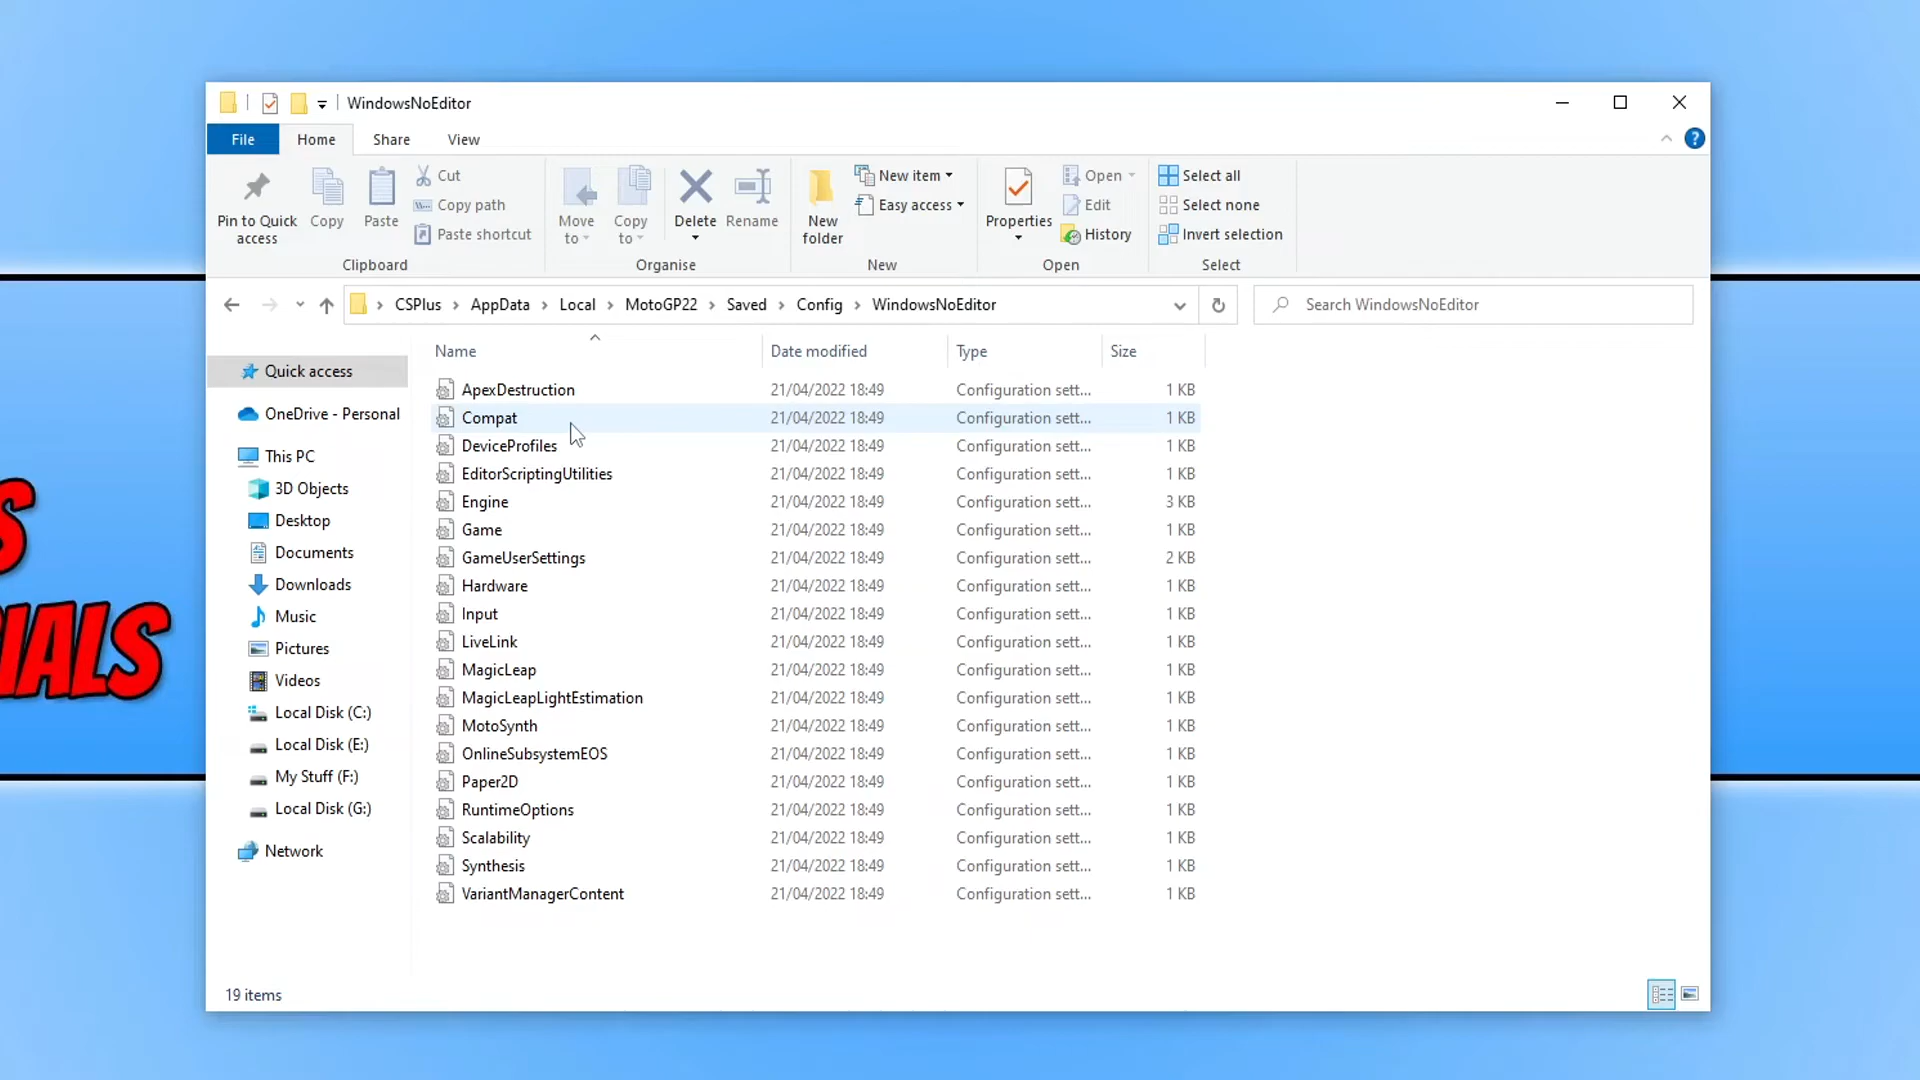 WindowsNoEditor
File Home Share View
Pin to Quick access
Copy
Paste
Cut
Copy path
Paste shortcut
Clipboard
Move to
Copy to
Delete
Rename
Organise
New folder
New item
Easy access
New
Properties
Open
Edit
History
Open
Select all
Select none
Invert selection
Select
CSPlus > AppData > Local > MotoGP22 > Saved > Config > WindowsNoEditor
Search WindowsNoEditor
Quick access
OneDrive - Personal
This PC
3D Objects
Desktop
Documents
Downloads
Music
Pictures
Videos
Local Disk (C:)
Local Disk (E:)
My Stuff (F:)
Local Disk (G:)
Network
Name Date modified Type Size
ApexDestruction 21/04/2022 18:49 Configuration sett... 1 KB
Compat 21/04/2022 18:49 Configuration sett... 1 KB
DeviceProfiles 21/04/2022 18:49 Configuration sett... 1 KB
EditorScriptingUtilities 21/04/2022 18:49 Configuration sett... 1 KB
Engine 21/04/2022 18:49 Configuration sett... 3 KB
Game 21/04/2022 18:49 Configuration sett... 1 KB
GameUserSettings 21/04/2022 18:49 Configuration sett... 2 KB
Hardware 21/04/2022 18:49 Configuration sett... 1 KB
Input 21/04/2022 18:49 Configuration sett... 1 KB
LiveLink 21/04/2022 18:49 Configuration sett... 1 KB
MagicLeap 21/04/2022 18:49 Configuration sett... 1 KB
MagicLeapLightEstimation 21/04/2022 18:49 Configuration sett... 1 KB
MotoSynth 21/04/2022 18:49 Configuration sett... 1 KB
OnlineSubsystemEOS 21/04/2022 18:49 Configuration sett... 1 KB
Paper2D 21/04/2022 18:49 Configuration sett... 1 KB
RuntimeOptions 21/04/2022 18:49 Configuration sett... 1 KB
Scalability 21/04/2022 18:49 Configuration sett... 1 KB
Synthesis 21/04/2022 18:49 Configuration sett... 1 KB
VariantManagerContent 21/04/2022 18:49 Configuration sett... 1 KB
19 items
S
IALS